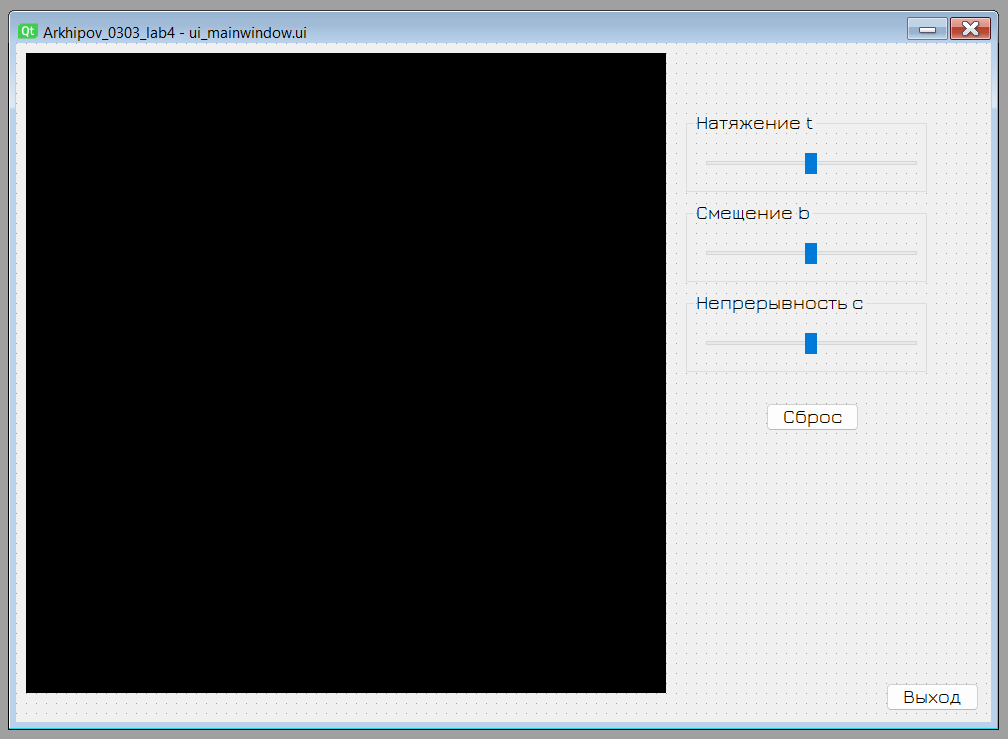 Qt Arkhipov_0303_lab4 - ui_mainwindow.ui
Натяжение t
Смещение b
Непрерывность c
Сброс
Выход